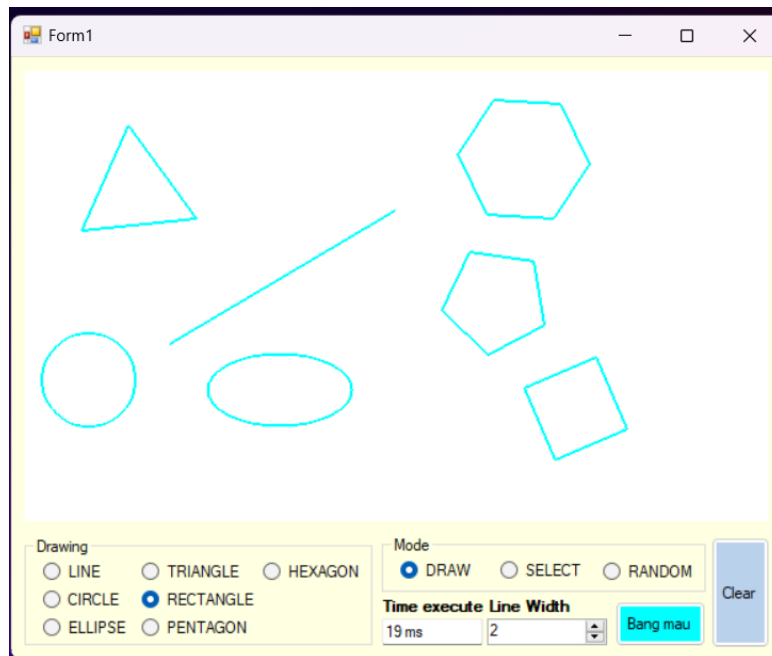 Form1
Drawing
LINE TRIANGLE HEXAGON
CIRCLE RECTANGLE
ELLIPSE PENTAGON
Mode
DRAW SELECT RANDOM
Time execute Line Width
19 ms 2
Bang mau
Clear